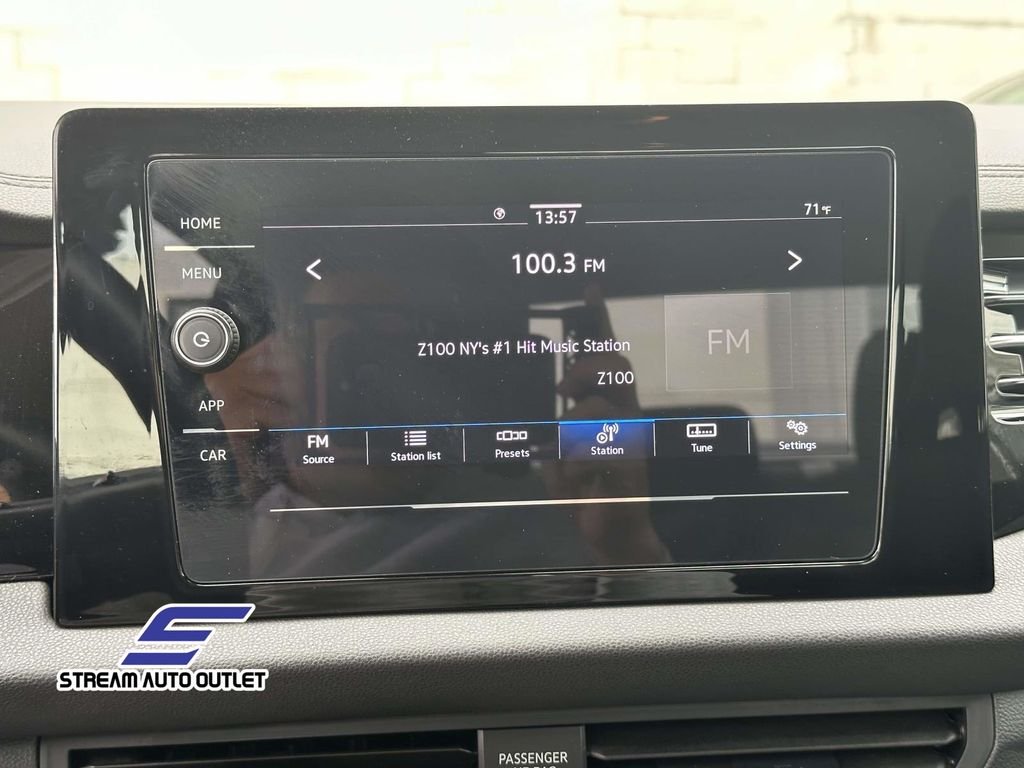 HOME
MENU
APP
CAR
13:57
71°F
< 100.3 FM >
FM
Z100 NY's #1 Hit Music Station
Z100
FM
Source
Station list
Presets
Station
Tune
Settings
STREAM AUTO OUTLET
PASSENGER